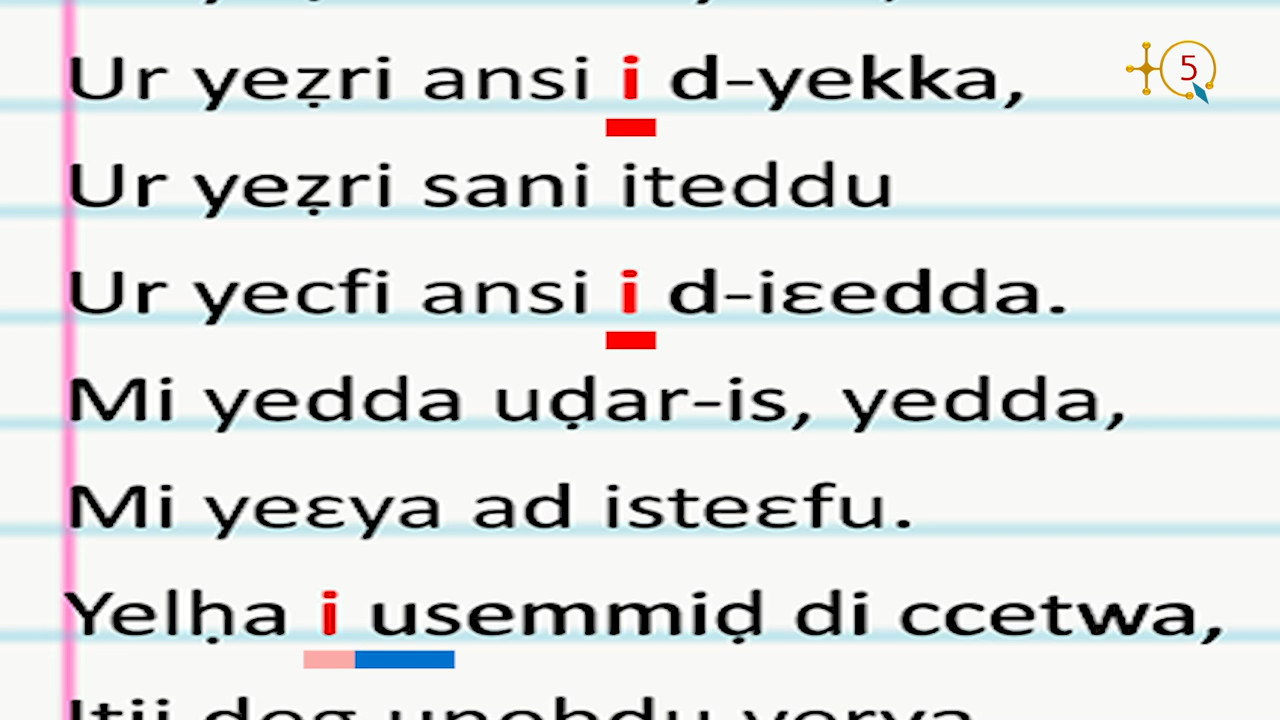 Ur yeẓri ansi i d-yekka,
Ur yeẓri sani iteddu
Ur yecfi ansi i d-iɛedda.
Mi yedda uḍar-is, yedda,
Mi yeɛya ad isteɛfu.
Yelḥa i usemmiḍ di ccetwa,
5